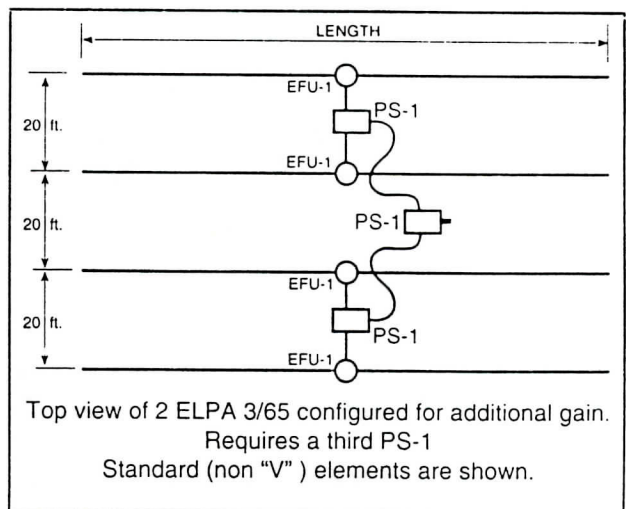 LENGTH
EFU-1
PS-1
20 ft.
EFU-1
PS-1
20 ft.
EFU-1
20 ft.
PS-1
EFU-1
Top view of 2 ELPA 3/65 configured for additional gain.
Requires a third PS-1
Standard (non "V" ) elements are shown.